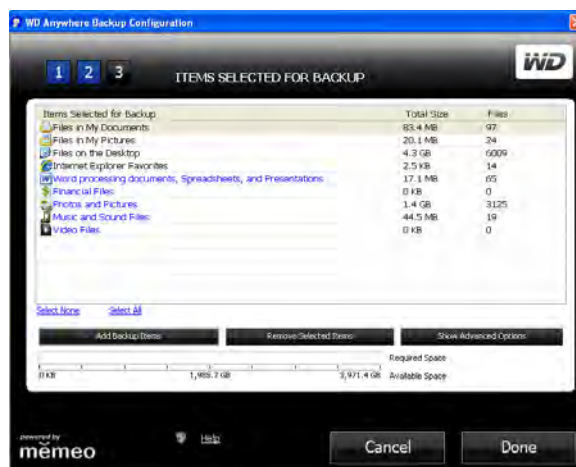 WD Anywhere Backup Configuration
1 2 3 ITEMS SELECTED FOR BACKUP WD
Items Selected for Backup Total Size Files
Files in My Documents 83.4 MB 97
Files in My Pictures 20.1 MB 24
Files on the Desktop 4.3 GB 6009
Internet Explorer Favorites 2.5 KB 14
Word processing documents, Spreadsheets, and Presentations 17.1 MB 65
Financial Files 0 KB 0
Photos and Pictures 1.4 GB 3125
Music and Sound Files 44.5 MB 19
Video Files 0 KB 0
Select None Select All
Add Backup Items Remove Selected Items Show Advanced Options
Required Space
0 KB 1,985.7 GB 3,971.4 GB Available Space
powered by
memeo Help Cancel Done